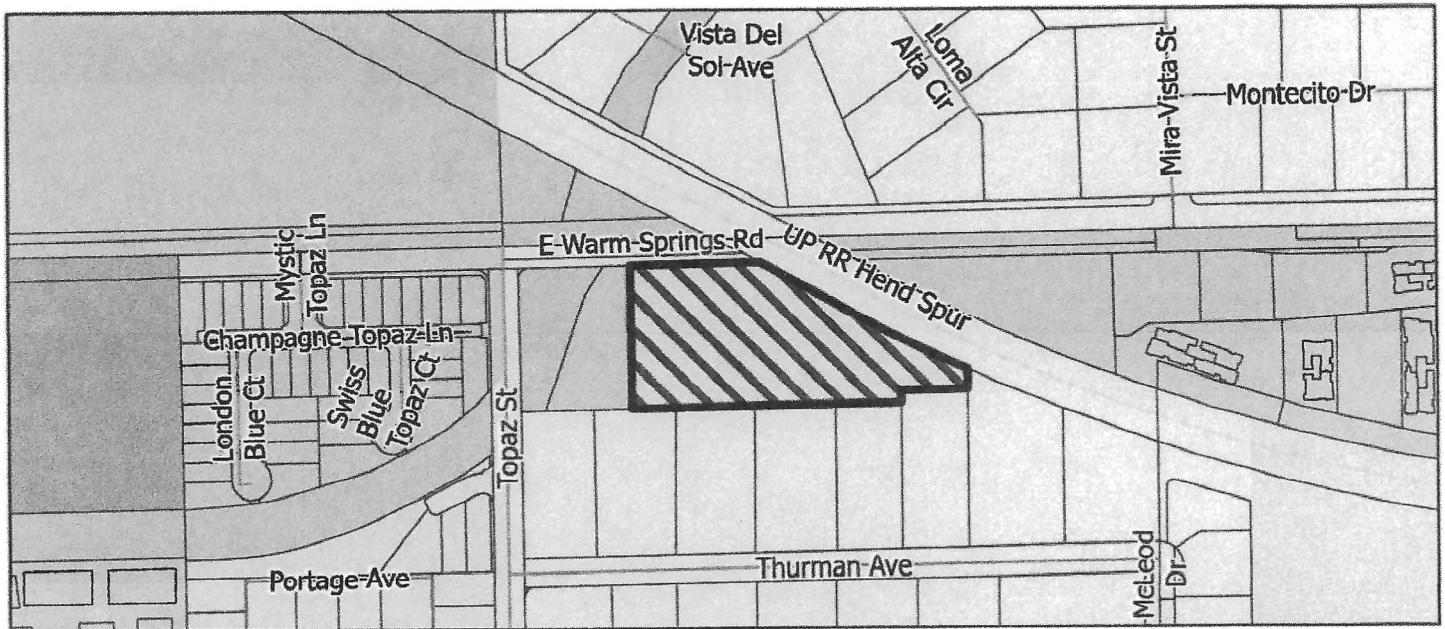 Vista Del
Sol Ave
Loma
Alta Cir
Mira Vista St
Montecito Dr
Mystic
Topaz Ln
E Warm Springs Rd
UP RR Hend Spur
Champagne Topaz Ln
London
Blue Ct
Swiss
Blue
Topaz Ct
Topaz St
Portage Ave
Thurman Ave
McLeod
Dr